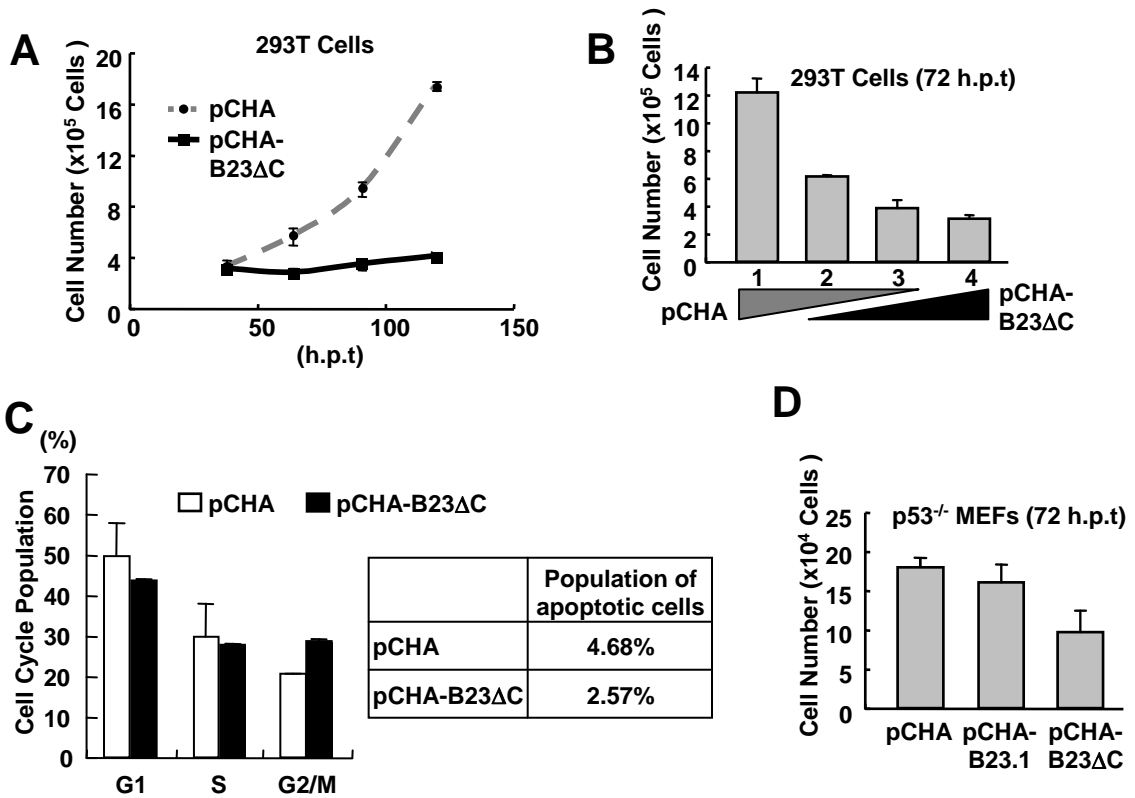 A
293T Cells
Cell Number (x10⁵ Cells)
20
16
12
8
4
0
pCHA
pCHA-
B23ΔC
0
50
100
150
(h.p.t)
B
293T Cells (72 h.p.t)
Cell Number (x10⁵ Cells)
14
12
10
8
6
4
2
0
1
2
3
4
pCHA
pCHA-
B23ΔC
C
(%)
Cell Cycle Population
70
60
50
40
30
20
10
0
pCHA
pCHA-B23ΔC
G1
S
G2/M
Population of
apoptotic cells
pCHA
4.68%
pCHA-B23ΔC
2.57%
D
p53⁻/⁻ MEFs (72 h.p.t)
Cell Number (x10⁴ Cells )
25
20
15
10
5
0
pCHA
pCHA-
B23.1
pCHA-
B23ΔC